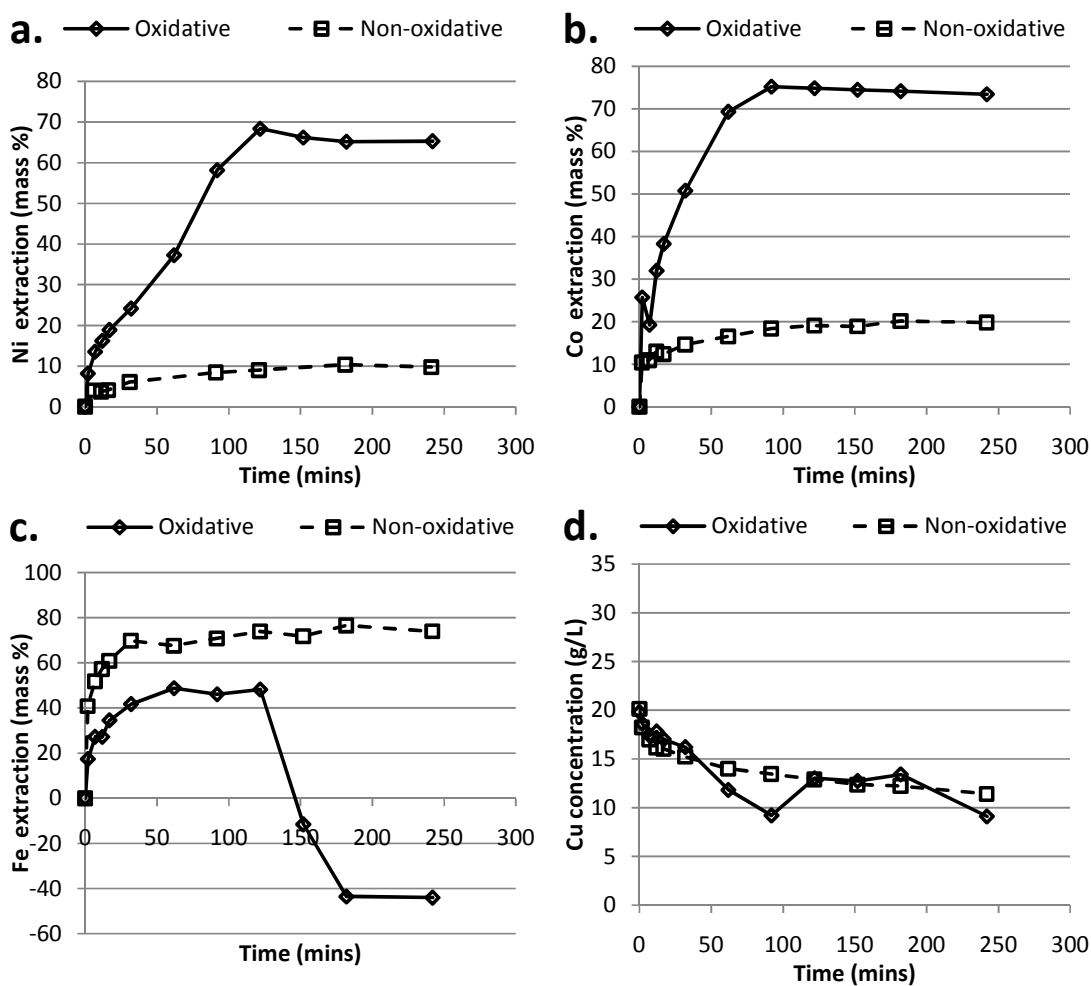 a. Oxidative Non-oxidative
80
70
60
50
40
30
20
10
0
0 50 100 150 200 250 300
Ni extraction (mass %)
Time (mins)
b. Oxidative Non-oxidative
80
70
60
50
40
30
20
10
0
0 50 100 150 200 250 300
Co extraction (mass %)
Time (mins)
c. Oxidative Non-oxidative
100
80
60
40
20
0
-20
-40
-60
0 50 100 150 200 250 300
Fe extraction (mass %)
Time (mins)
d. Oxidative Non-oxidative
35
30
25
20
15
10
5
0
0 50 100 150 200 250 300
Cu concentration (g/L)
Time (mins)